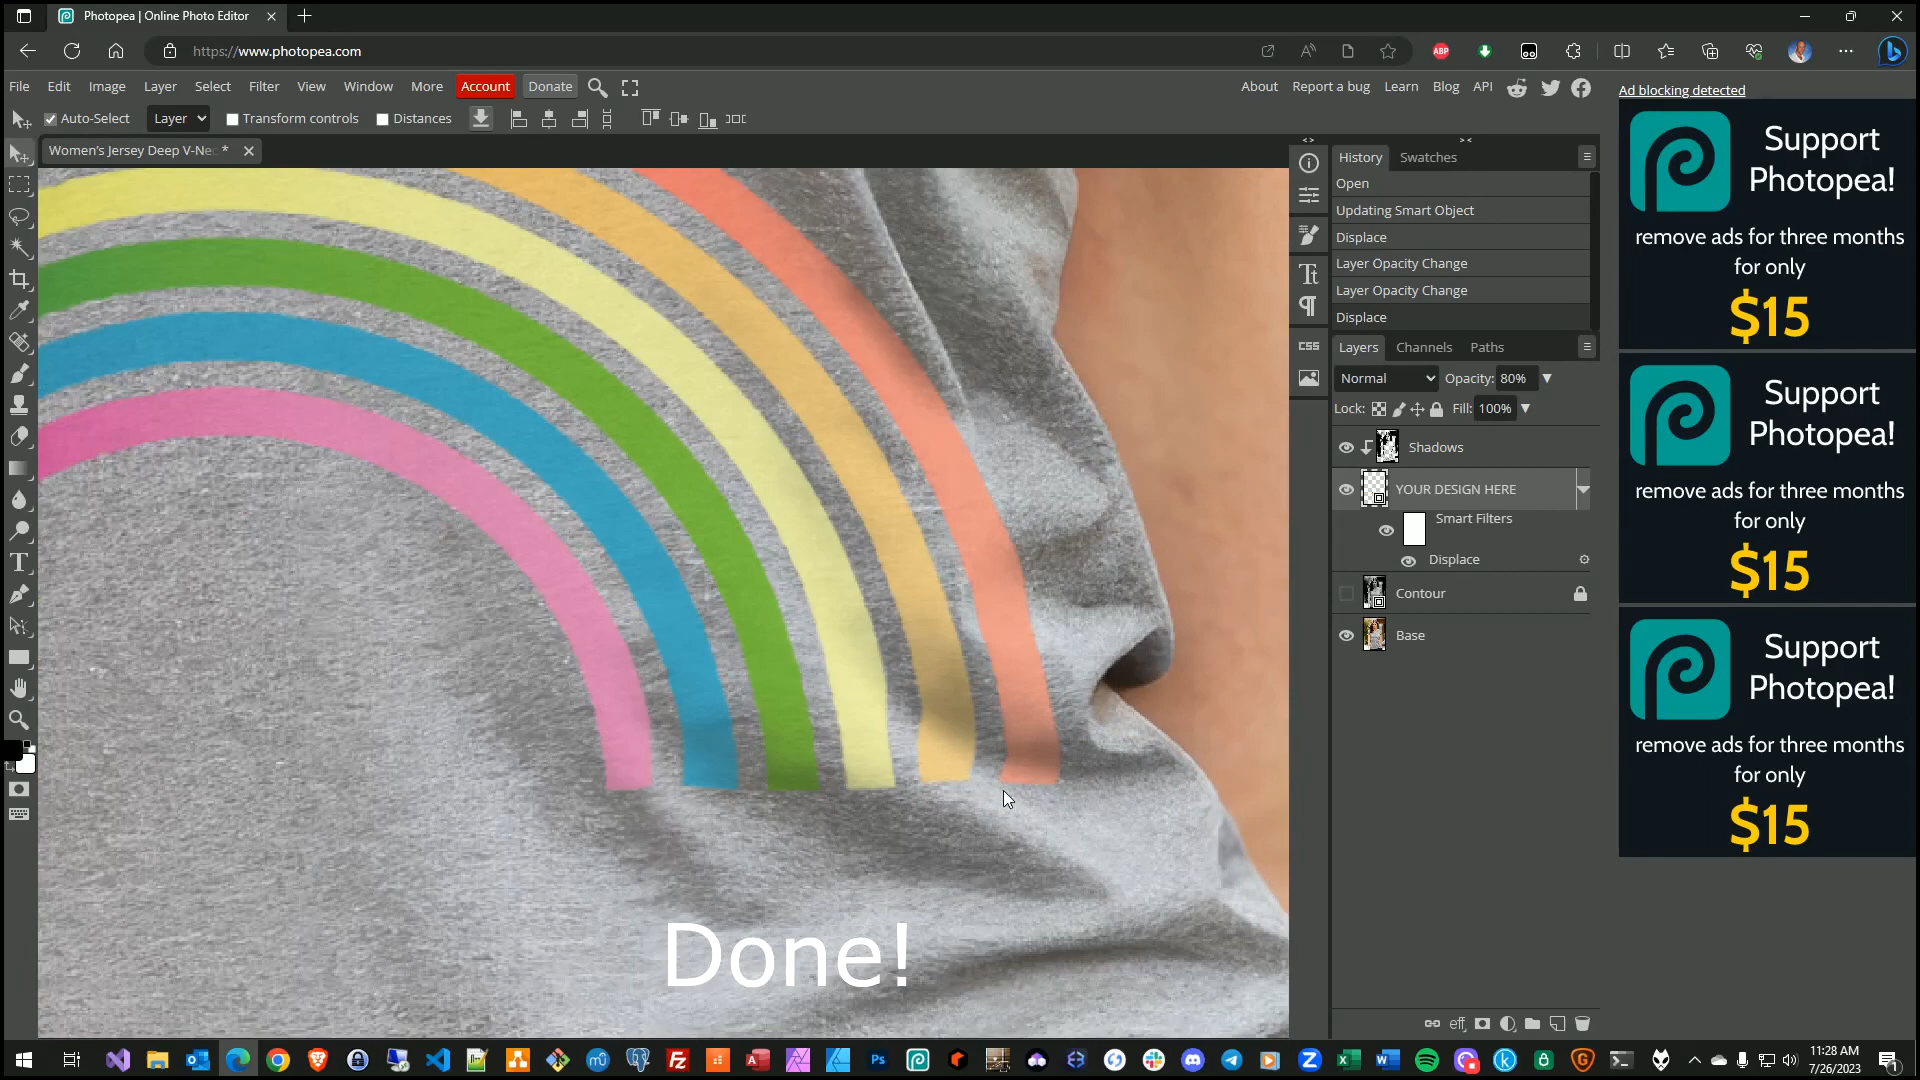 Photopea | Online Photo Editor
https://www.photopea.com
ABP
File Edit Image Layer Select Filter View Window More Account Donate
About Report a bug Learn Blog API
Auto-Select Layer Transform controls Distances
Women's Jersey Deep V-Nec *
History Swatches
Open
Updating Smart Object
Displace
Layer Opacity Change
Layer Opacity Change
Displace
CSS
Layers Channels Paths
Normal Opacity: 80%
Lock: Fill: 100%
Shadows
YOUR DESIGN HERE
Smart Filters
Displace
Contour
Base
eff
Ad blocking detected
Support
Photopea!
remove ads for three months
for only
$15
Support
Photopea!
remove ads for three months
for only
$15
Support
Photopea!
remove ads for three months
for only
$15
Done!
11:28 AM
7/26/2023